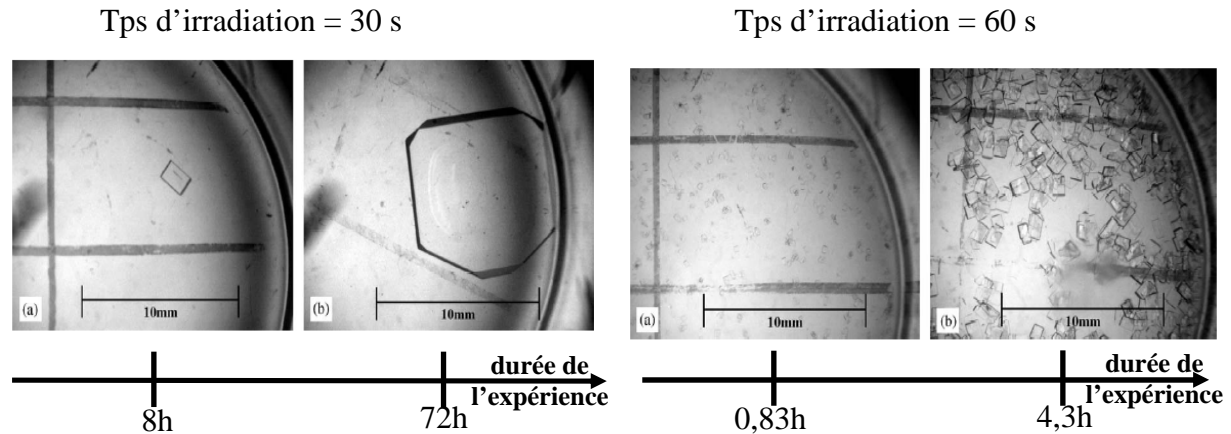 Tps d’irradiation = 30 s
Tps d’irradiation = 60 s
(a)
10mm
(b)
10mm
(a)
10mm
(b)
10mm
8h
72h
durée de
l’expérience
0,83h
4,3h
durée de
l’expérience